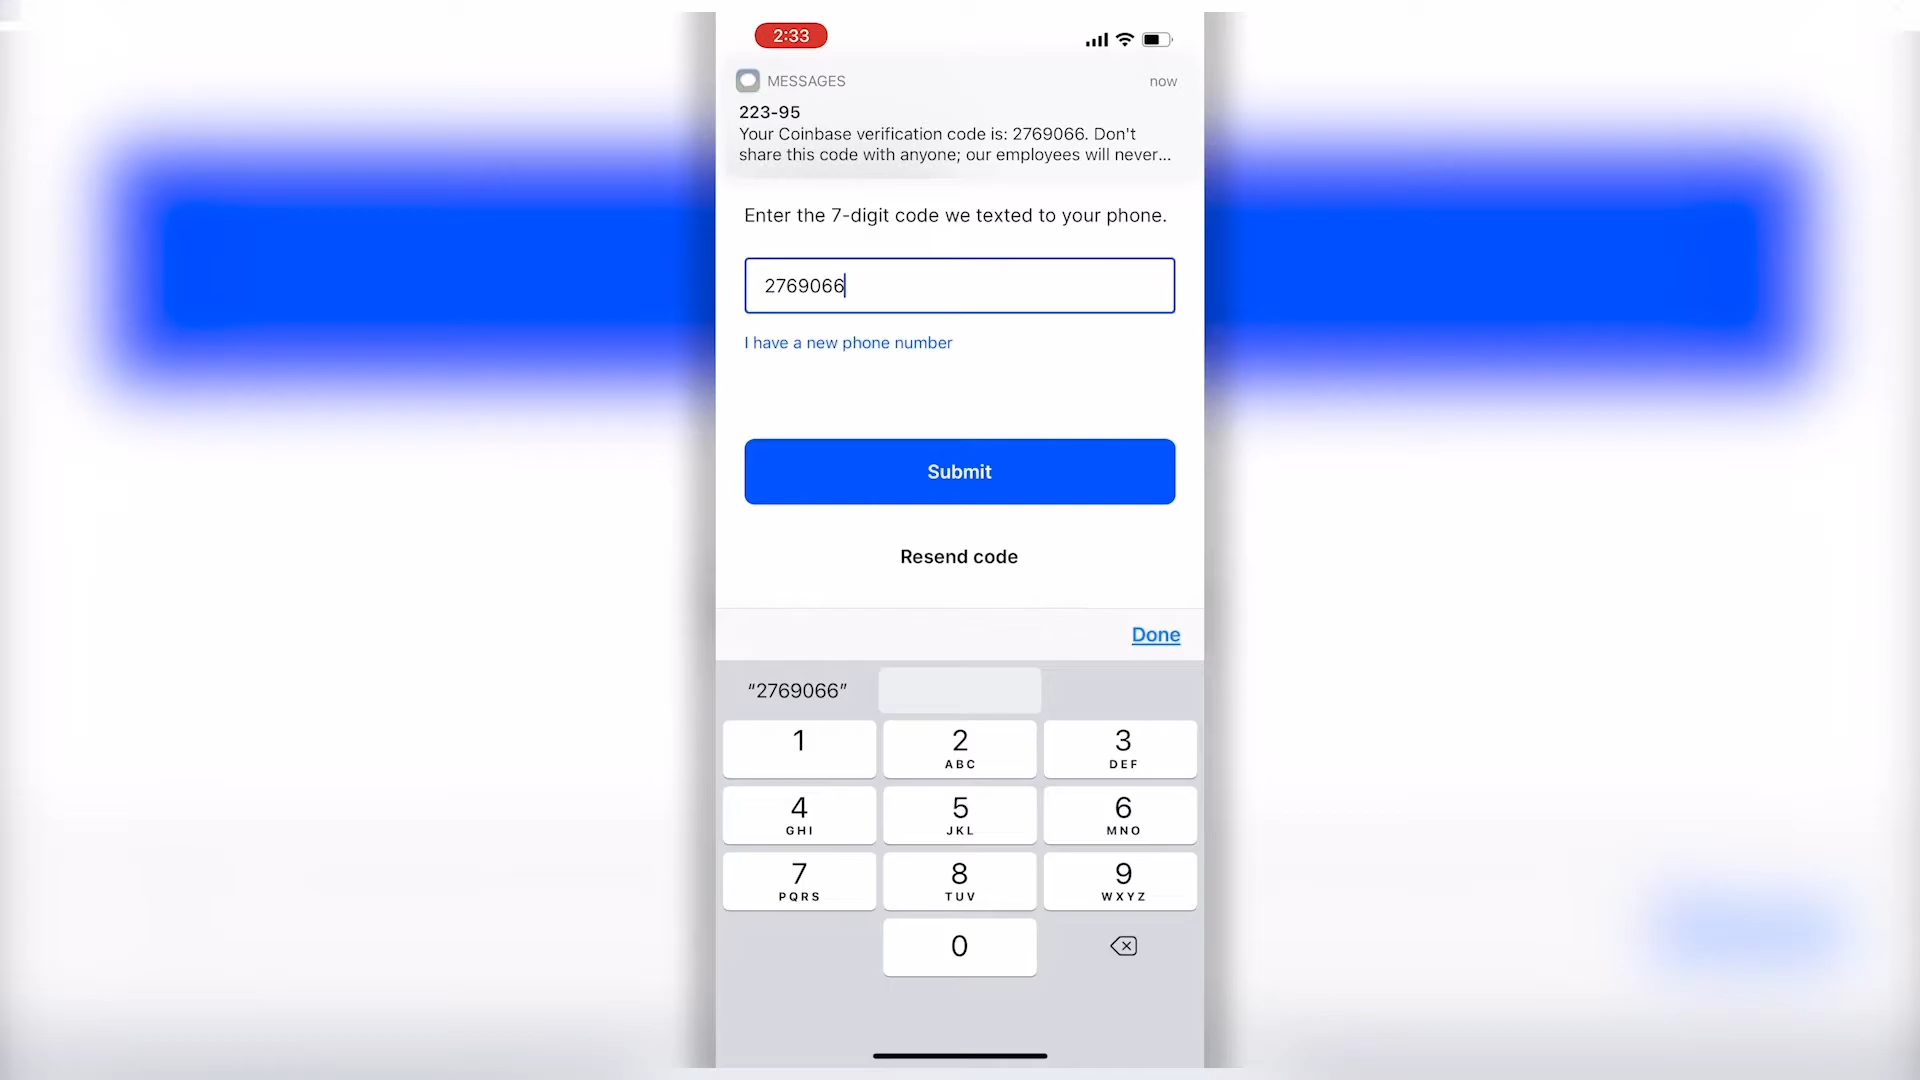 2:33
MESSAGES
now
223-95
Your Coinbase verification code is: 2769066. Don't
share this code with anyone; our employees will never...
Enter the 7-digit code we texted to your phone.
2769066
I have a new phone number
Submit
Resend code
Done
“2769066”
1
2
ABC
3
DEF
4
GHI
5
JKL
6
MNO
7
PQRS
8
TUV
9
WXYZ
0